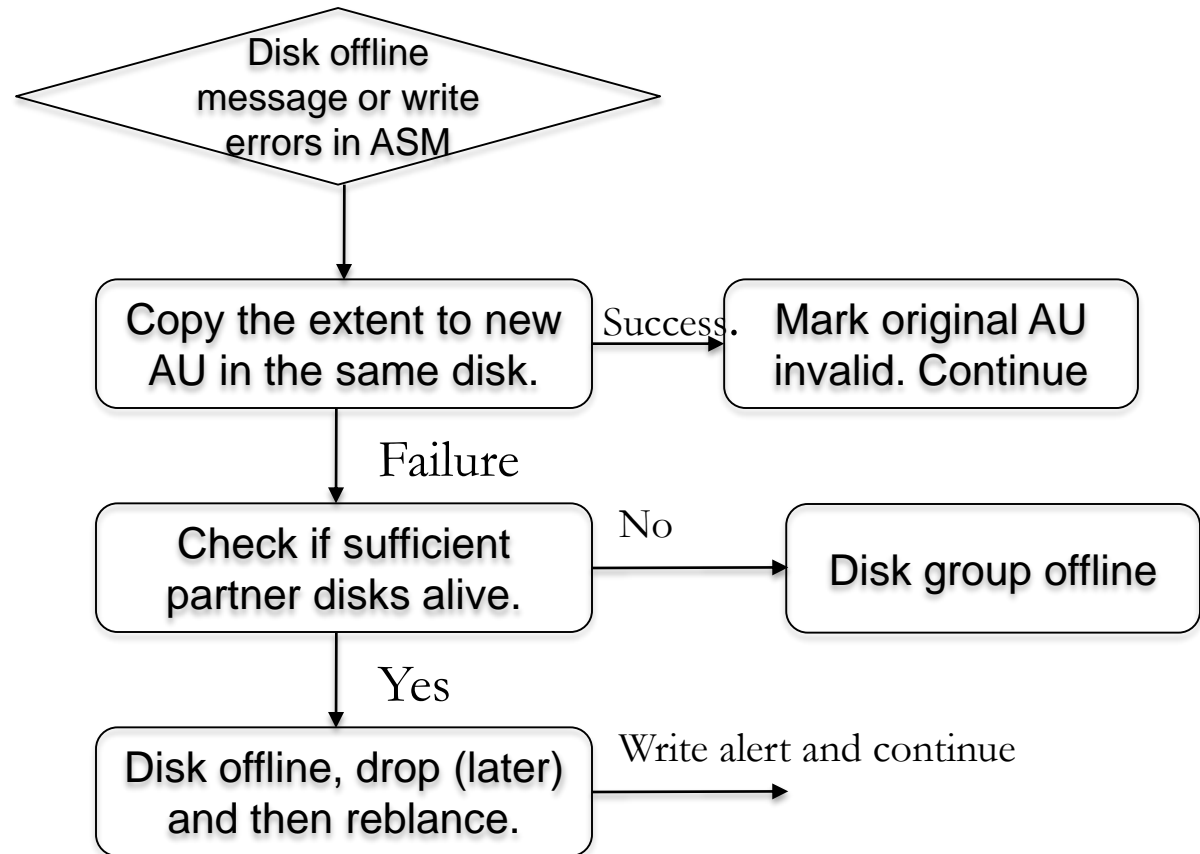 Disk offline
message or write
errors in ASM
Copy the extent to new
AU in the same disk.
Success.
Mark original AU
invalid. Continue
Failure
Check if sufficient
partner disks alive.
No
Disk group offline
Yes
Disk offline, drop (later)
and then reblance.
Write alert and continue